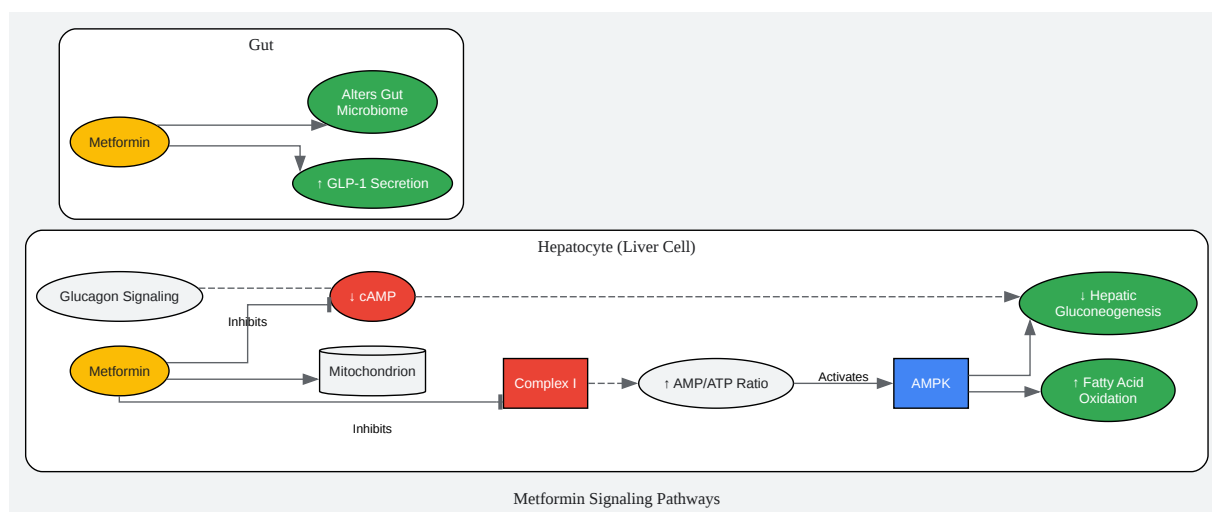 Gut
Alters Gut
Microbiome
Metformin
↑ GLP-1 Secretion
Hepatocyte (Liver Cell)
Glucagon Signaling
↓ cAMP
↓ Hepatic
Gluconeogenesis
Inhibits
Metformin
Mitochondrion
Complex I
↑ AMP/ATP Ratio
Activates
AMPK
↑ Fatty Acid
Oxidation
Inhibits
Metformin Signaling Pathways